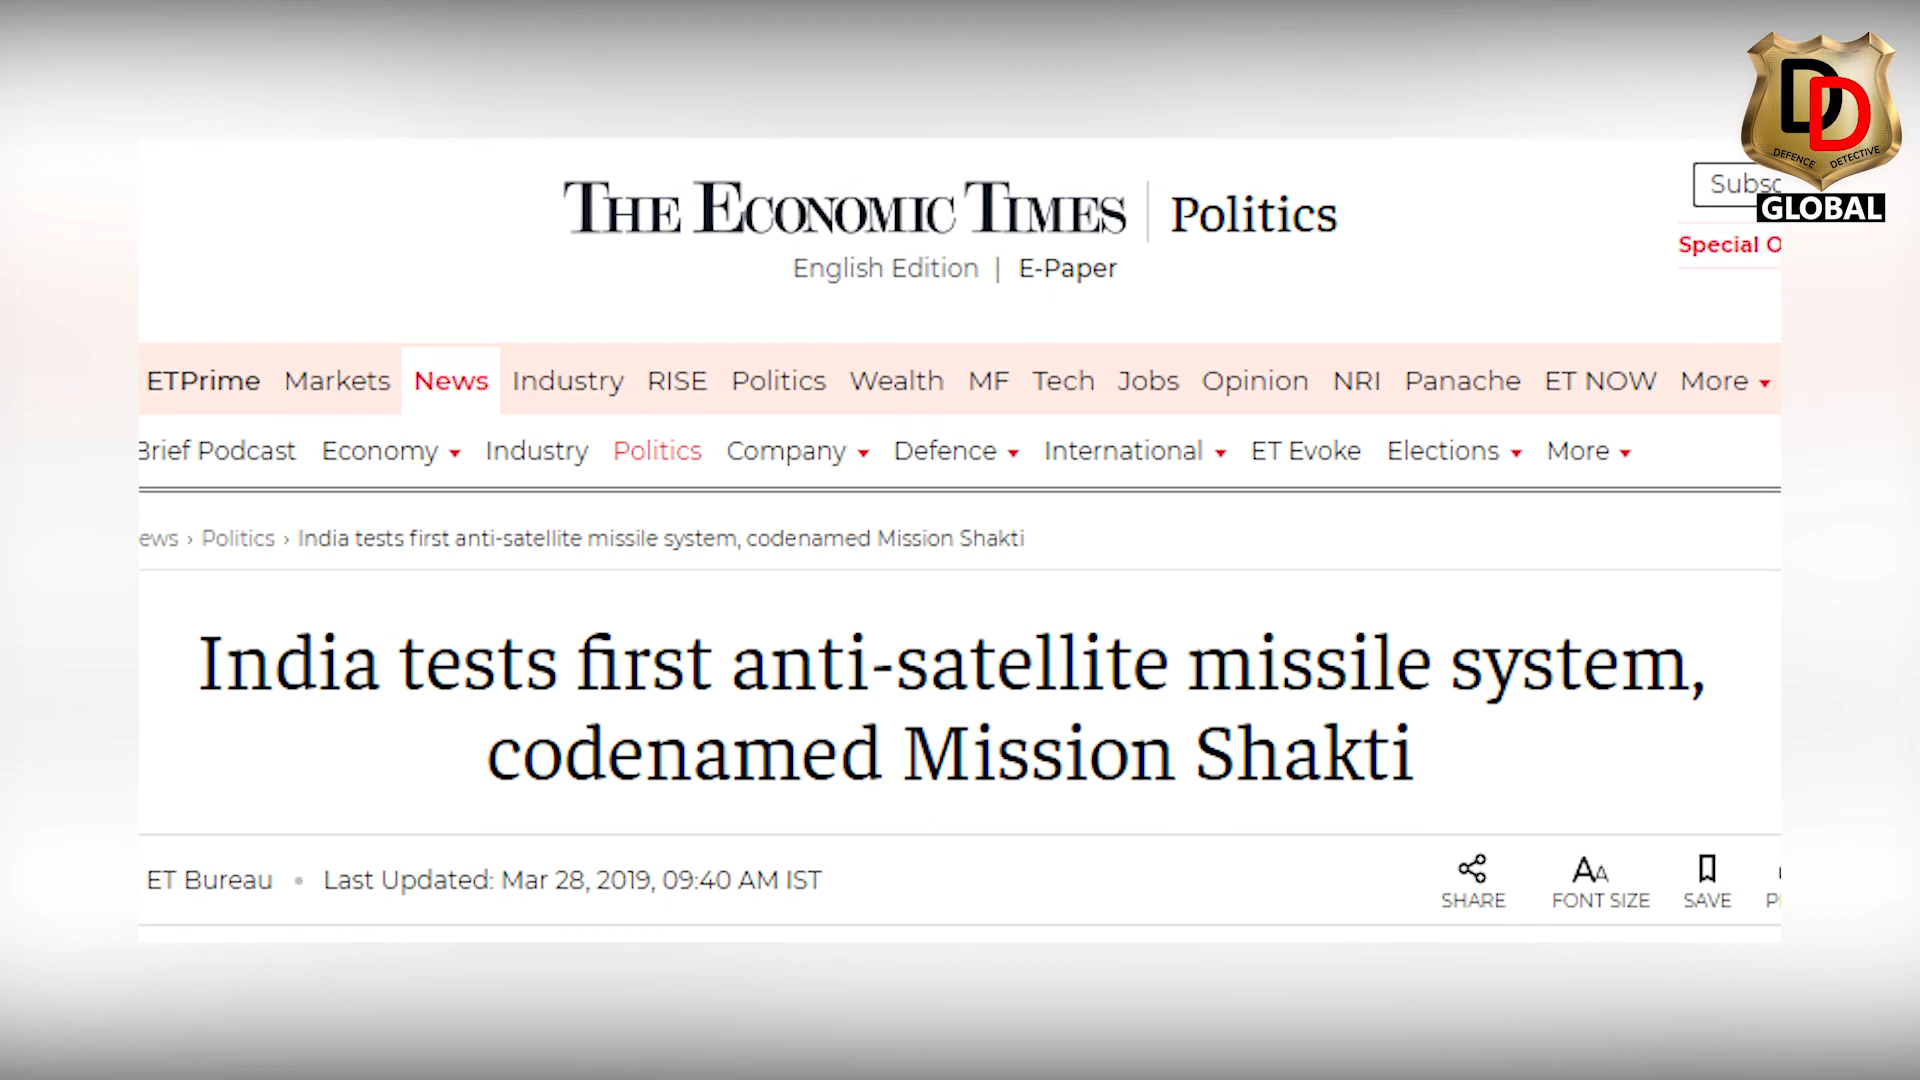 DD
DEFENCE DETECTIVE
GLOBAL
THE ECONOMIC TIMES | Politics
English Edition | E-Paper
Special
ETPrime Markets News Industry RISE Politics Wealth MF Tech Jobs Opinion NRI Panache ET NOW More
Brief Podcast Economy Industry Politics Company Defence International ET Evoke Elections More
› Politics › India tests first anti-satellite missile system, codenamed Mission Shakti
India tests first anti-satellite missile system,
codenamed Mission Shakti
ET Bureau • Last Updated: Mar 28, 2019, 09:40 AM IST
SHARE FONT SIZE SAVE